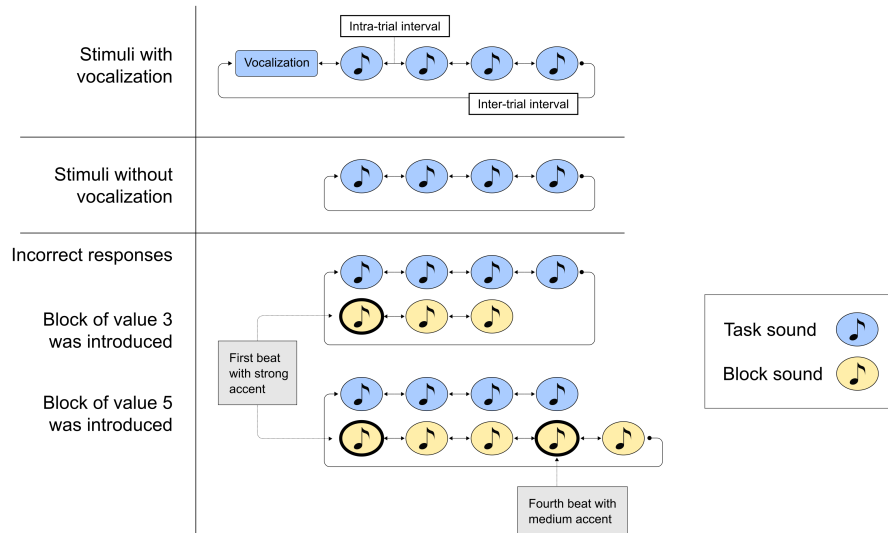 Stimuli with
vocalization
Intra-trial interval
Vocalization
Inter-trial interval
Stimuli without
vocalization
Incorrect responses
Block of value 3
was introduced
First beat
with strong
accent
Block of value 5
was introduced
Fourth beat with
medium accent
Task sound
Block sound